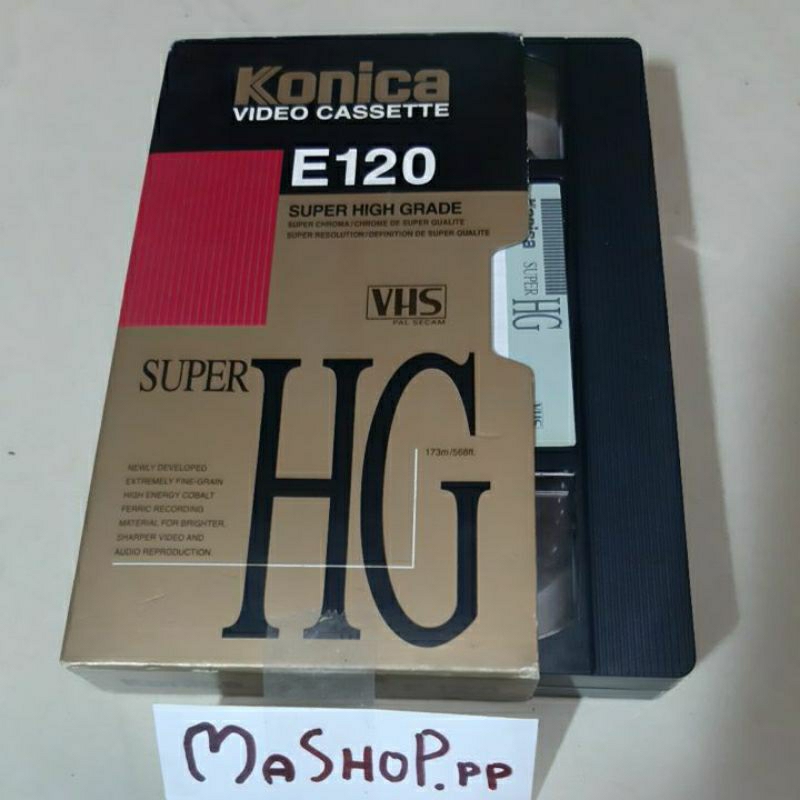 Konica
VIDEO CASSETTE
E120
SUPER HIGH GRADE
SUPER CHROMA/CHROME DE SUPER QUALITE
SUPER RESOLUTION/DEFINITION DE SUPER QUALITE
VHS
PAL SECAM
SUPER HG
173m/568ft.
NEWLY DEVELOPED
EXTREMELY FINE-GRAIN
HIGH ENERGY COBALT
FERRIC RECORDING
MATERIAL FOR BRIGHTER,
SHARPER VIDEO AND
AUDIO REPRODUCTION
Konica
SUPER HG
VHS
MASHOP.PP